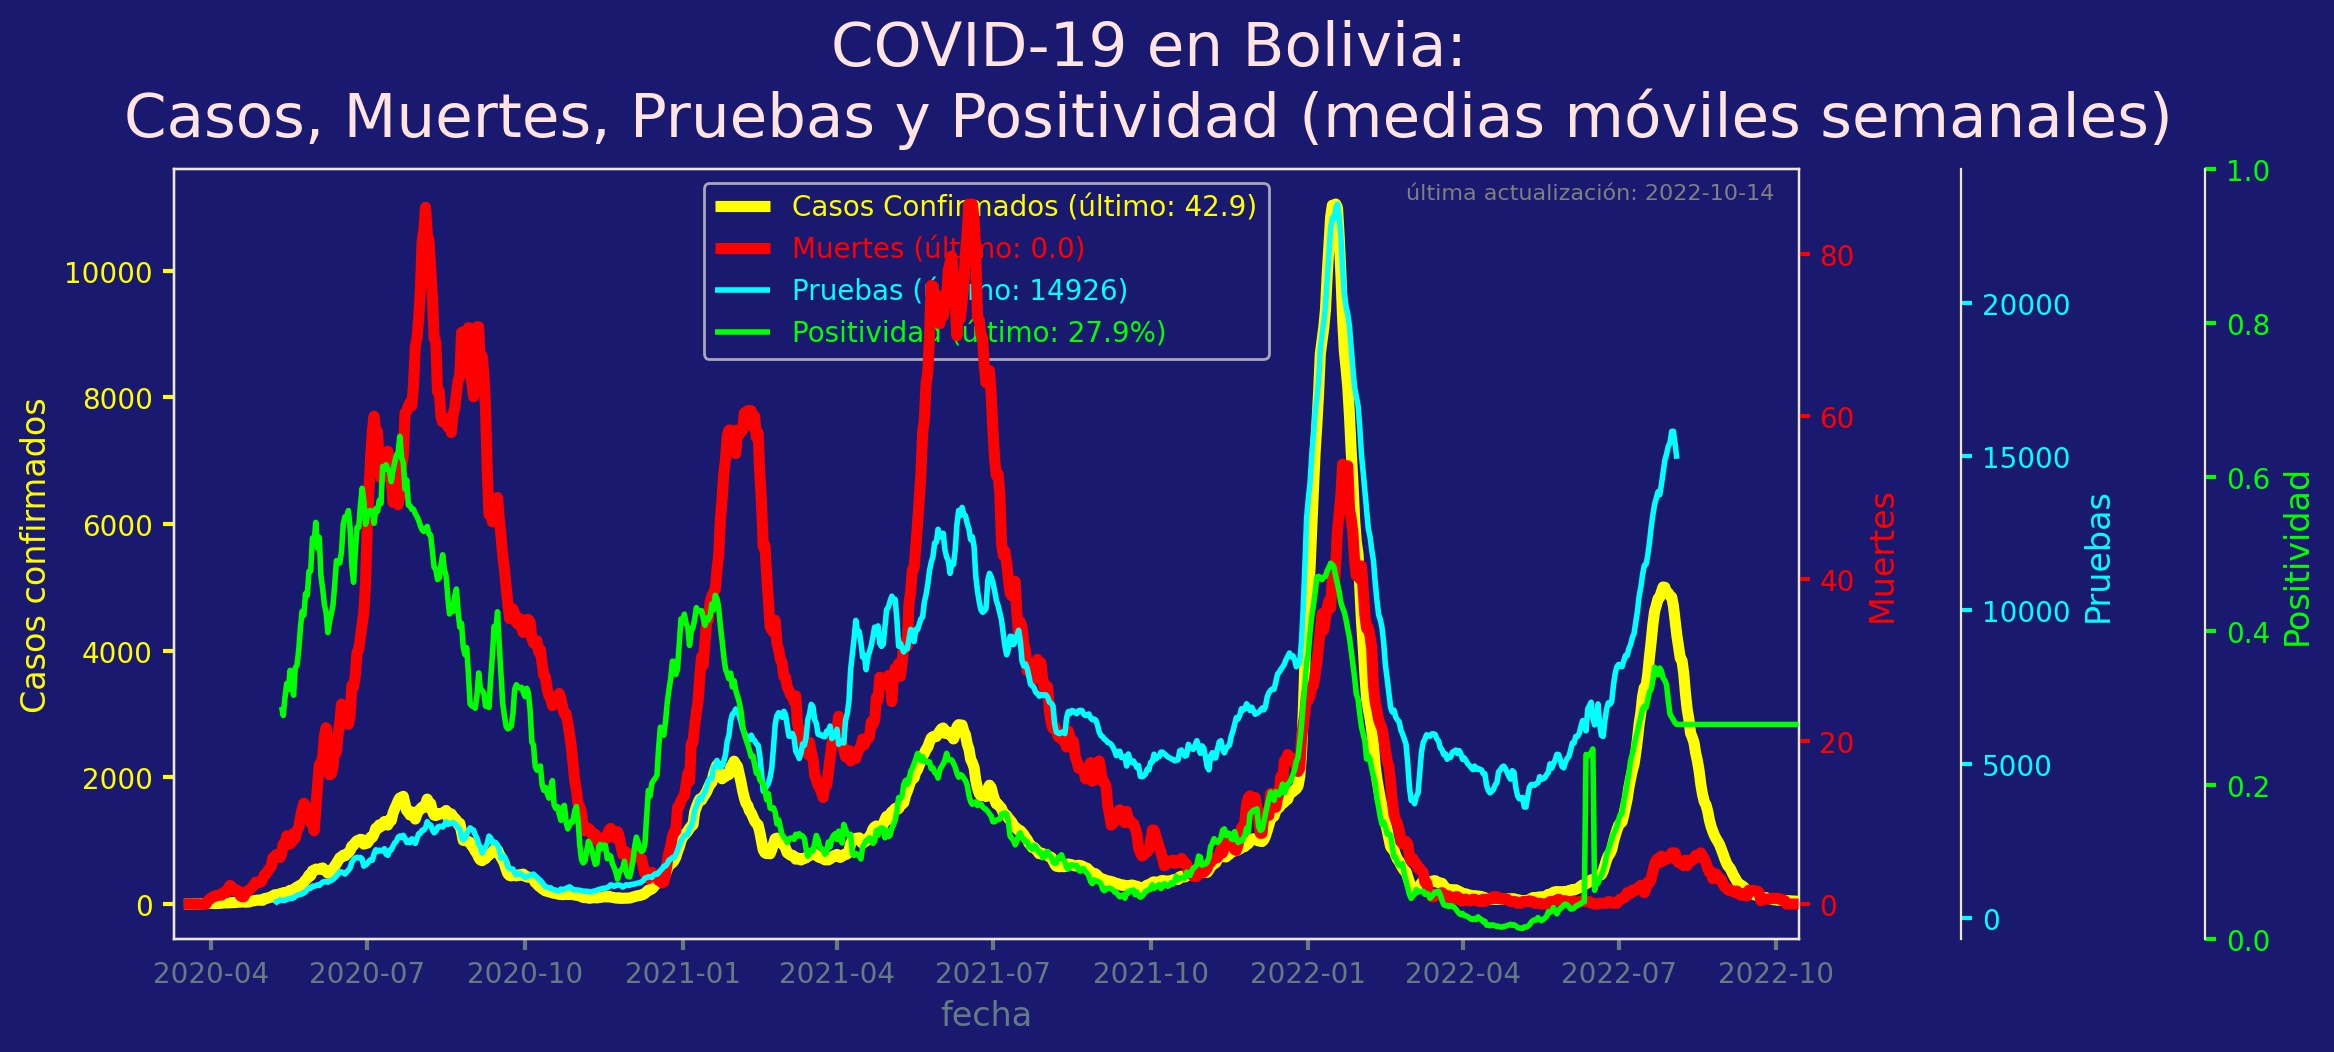 COVID-19 en Bolivia:
Casos, Muertes, Pruebas y Positividad (medias móviles semanales)
última actualización: 2022-10-14
Casos Confirmados (último: 42.9)
Muertes (último: 0.0)
Pruebas (último: 14926)
Positividad (último: 27.9%)
Casos confirmados
10000
8000
6000
4000
2000
0
80
60
40
20
0
Muertes
20000
15000
10000
5000
0
Pruebas
1.0
0.8
0.6
0.4
0.2
0.0
Positividad
2020-04 2020-07 2020-10 2021-01 2021-04 2021-07 2021-10 2022-01 2022-04 2022-07 2022-10
fecha